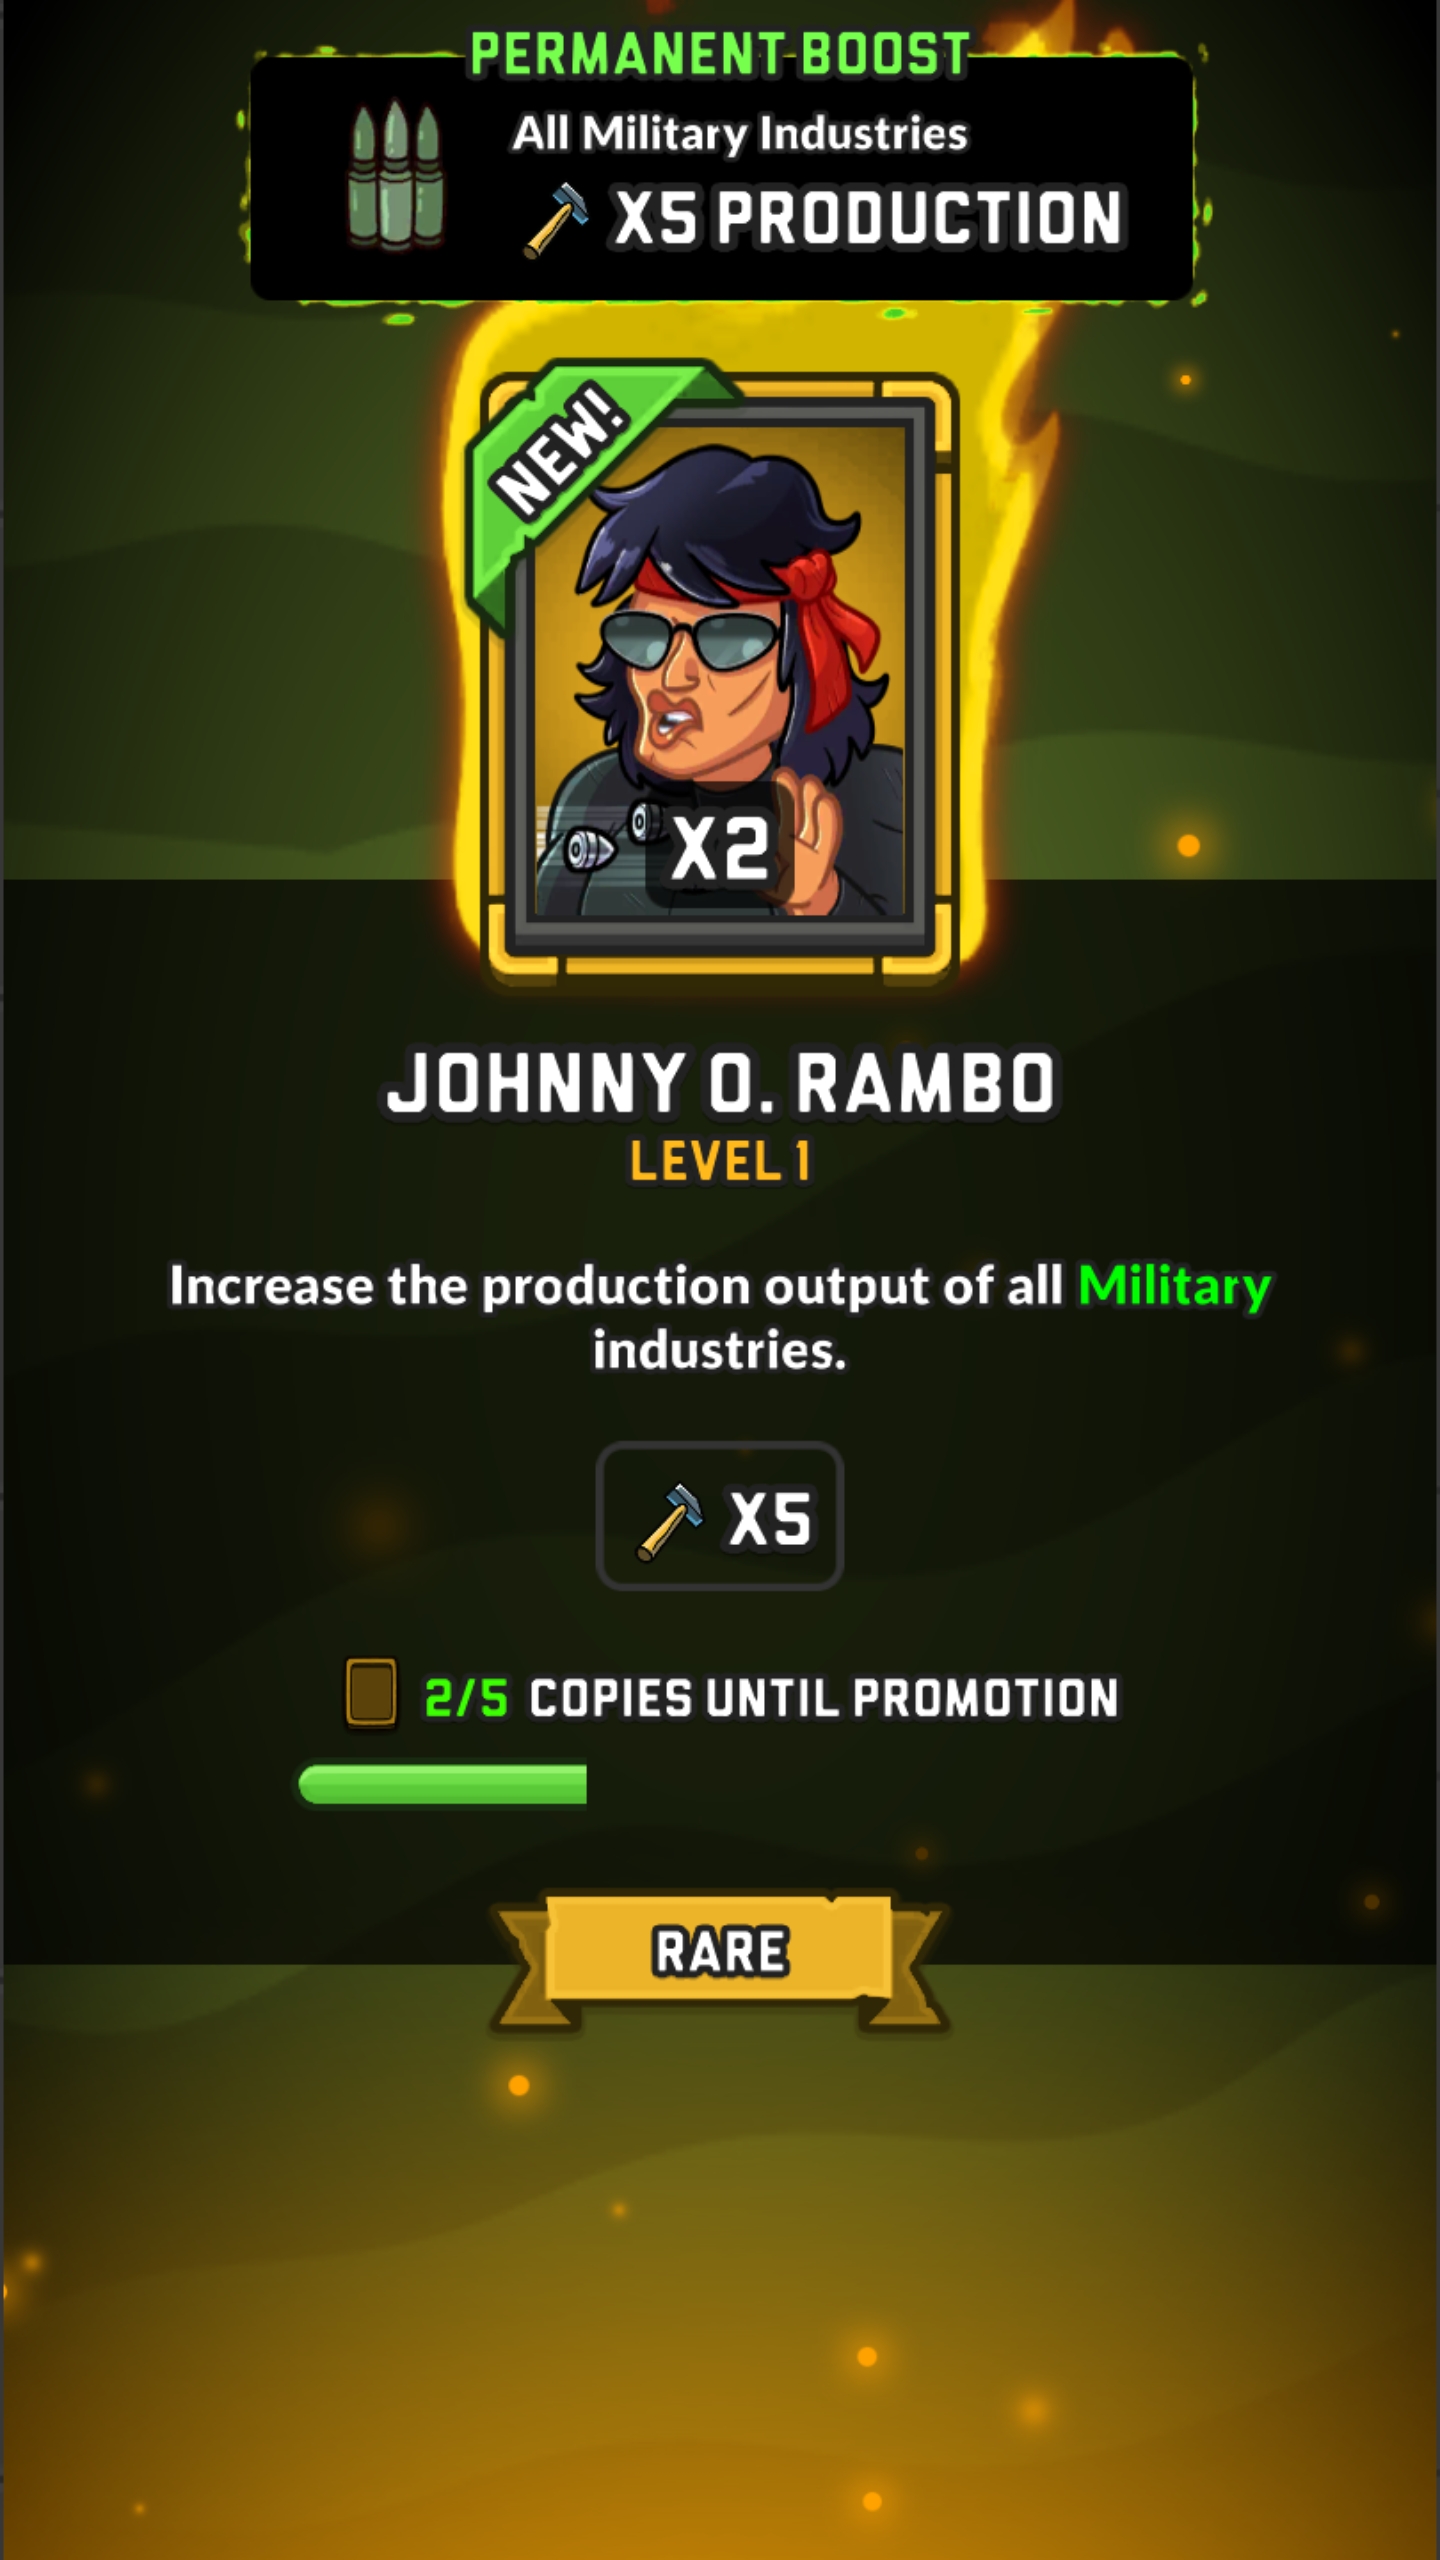 PERMANENT BOOST
All Military Industries
X5 PRODUCTION
NEW!
X2
JOHNNY O. RAMBO
LEVEL 1
Increase the production output of all Military
industries.
X5
2/5 COPIES UNTIL PROMOTION
RARE